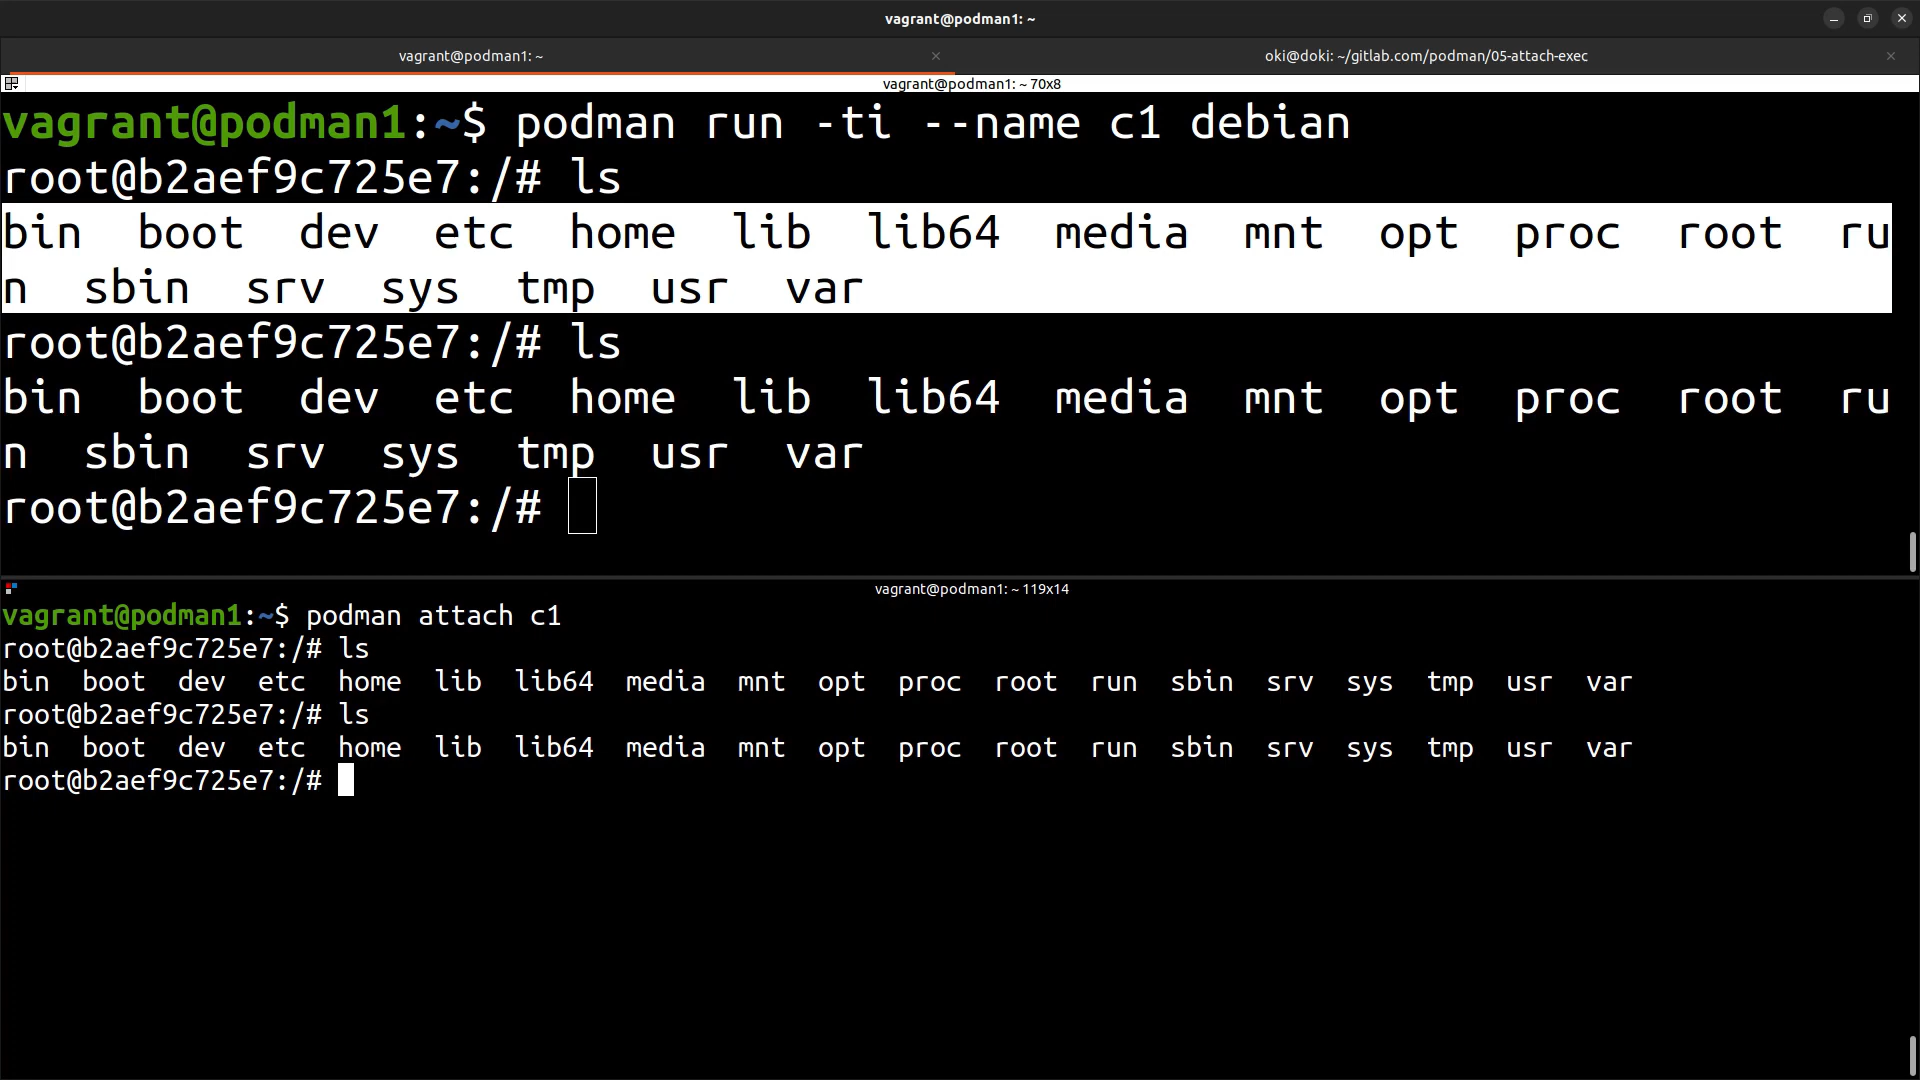 vagrant@podman1: ~
vagrant@podman1: ~
oki@doki: ~/gitlab.com/podman/05-attach-exec
vagrant@podman1: ~ 70x8
vagrant@podman1:~$ podman run -ti --name c1 debian
root@b2aef9c725e7:/# ls
bin  boot  dev  etc  home  lib  lib64  media  mnt  opt  proc  root  ru
n  sbin  srv  sys  tmp  usr  var
root@b2aef9c725e7:/# ls
bin  boot  dev  etc  home  lib  lib64  media  mnt  opt  proc  root  ru
n  sbin  srv  sys  tmp  usr  var
root@b2aef9c725e7:/#
vagrant@podman1: ~ 119x14
vagrant@podman1:~$ podman attach c1
root@b2aef9c725e7:/# ls
bin  boot  dev  etc  home  lib  lib64  media  mnt  opt  proc  root  run  sbin  srv  sys  tmp  usr  var
root@b2aef9c725e7:/# ls
bin  boot  dev  etc  home  lib  lib64  media  mnt  opt  proc  root  run  sbin  srv  sys  tmp  usr  var
root@b2aef9c725e7:/#